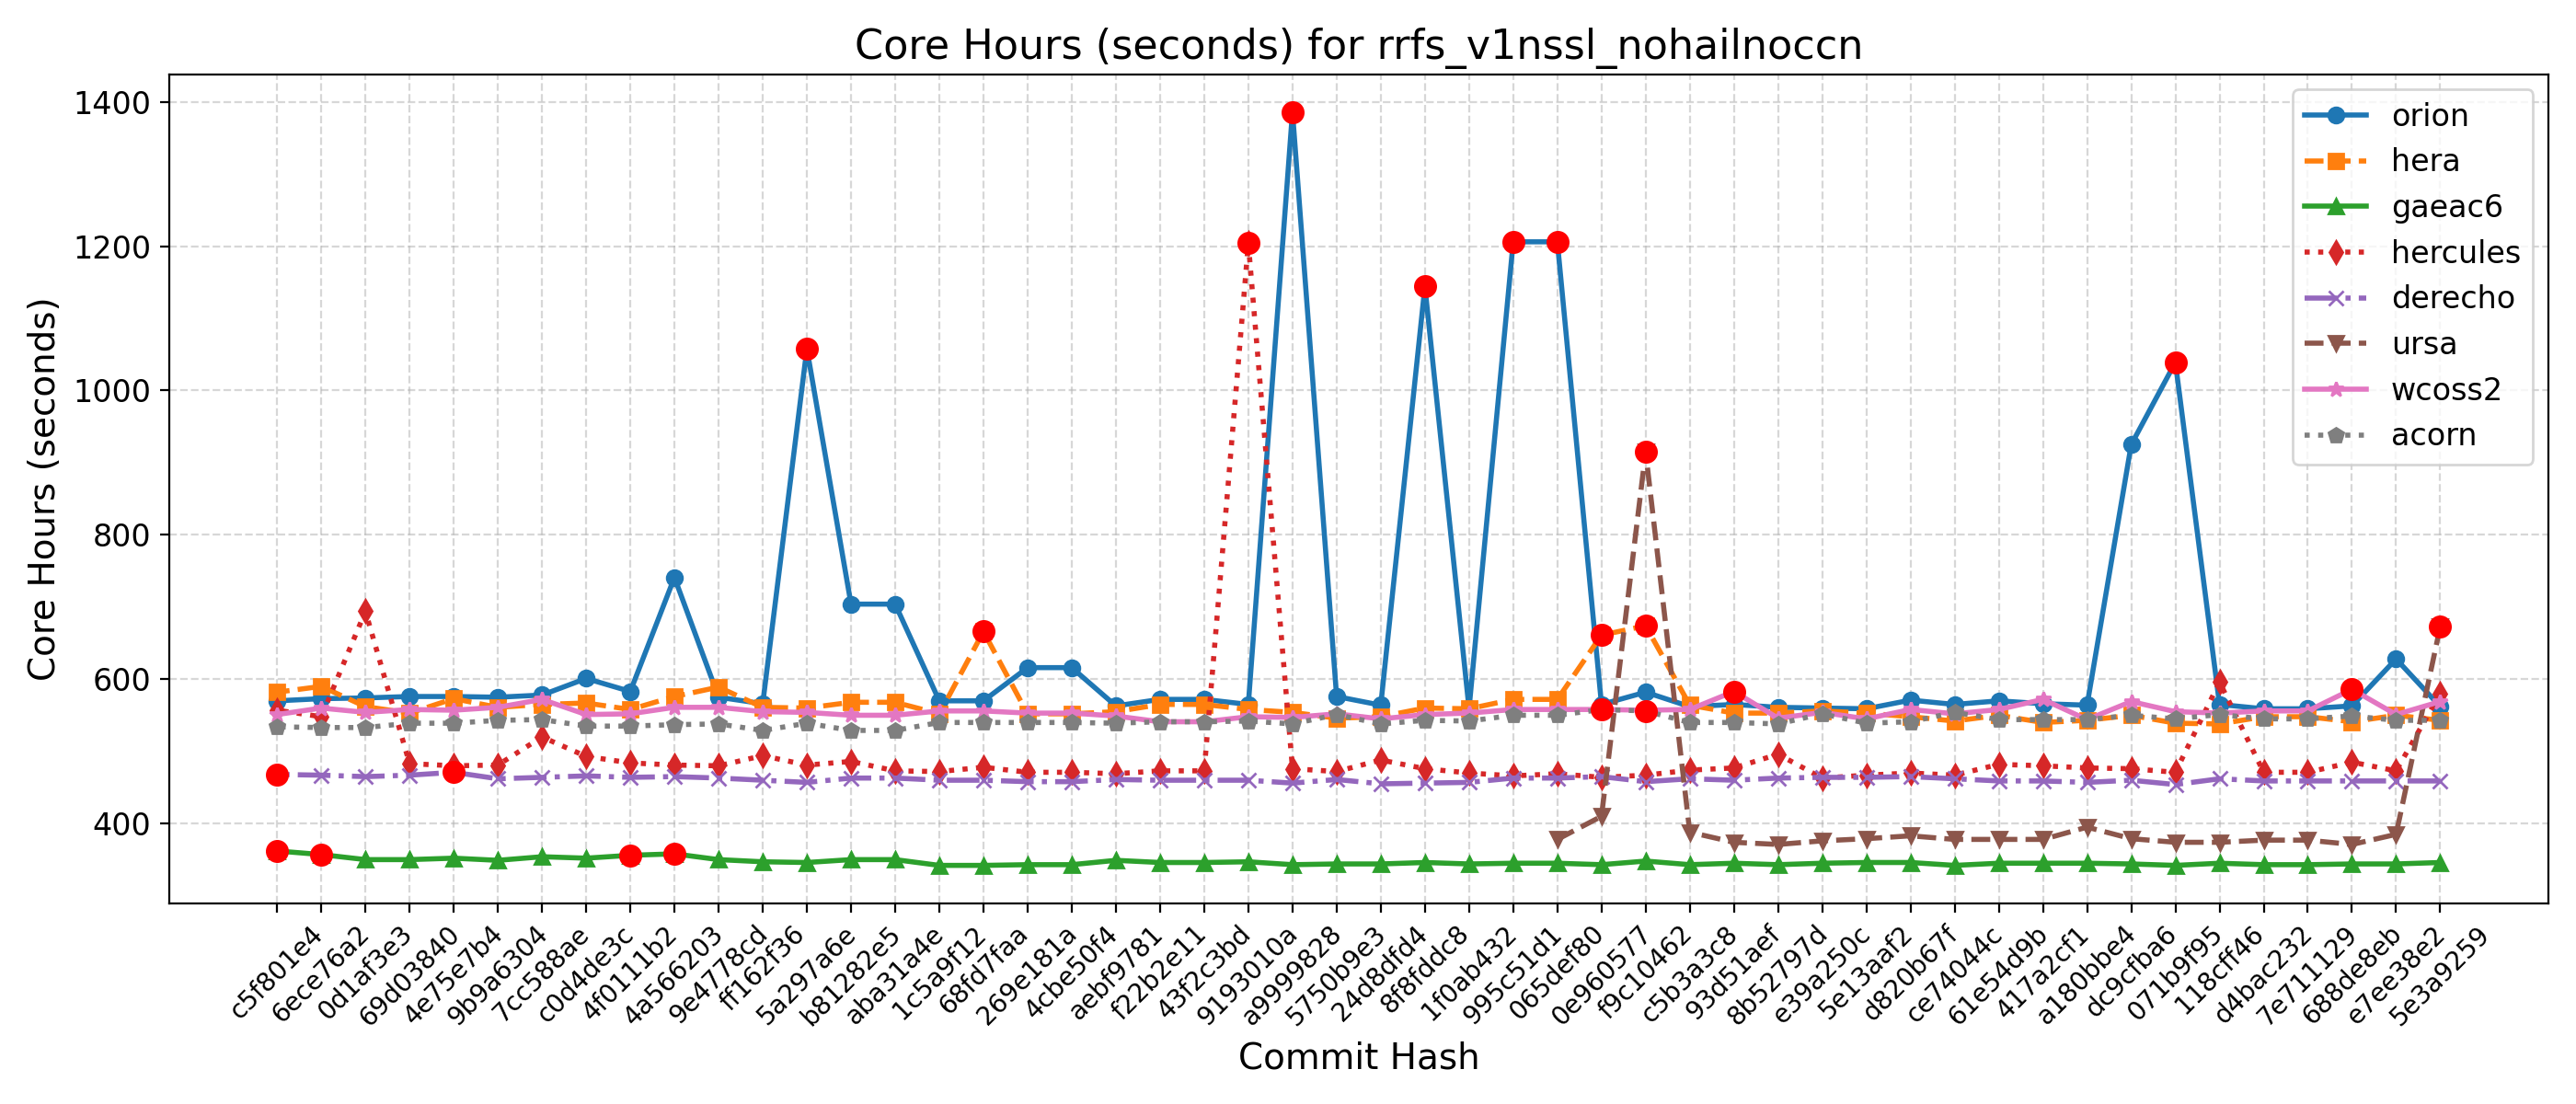 Core Hours (seconds) for rrfs_v1nssl_nohailnoccn
Core Hours (seconds)
1400
1200
1000
800
600
400
orion
hera
gaeac6
hercules
derecho
ursa
wcoss2
acorn
c5f801e4
6ece76a2
0d1af3e3
69d03840
4e75e7b4
9b9a6304
7cc588ae
c0d4de3c
4f0111b2
4a566203
9e4778cd
ff162f36
5a297a6e
b81282e5
aba31a4e
1c5a9f12
68fd7faa
269e181a
4cbe50f4
aebf9781
f22b2e11
43f2c3bd
9193010a
a9999828
5750b9e3
24d8dfd4
8f8fddc8
1f0ab432
995c51d1
065def80
0e960577
f9c10462
c5b3a3c8
93d51aef
8b52797d
e39a250c
5e13aaf2
d820b67f
ce74044c
61e54d9b
417a2cf1
a180bbe4
dc9cfba6
071b9f95
118cff46
d4bac232
7e711129
688de8eb
e7ee38e2
5e3a9259
Commit Hash